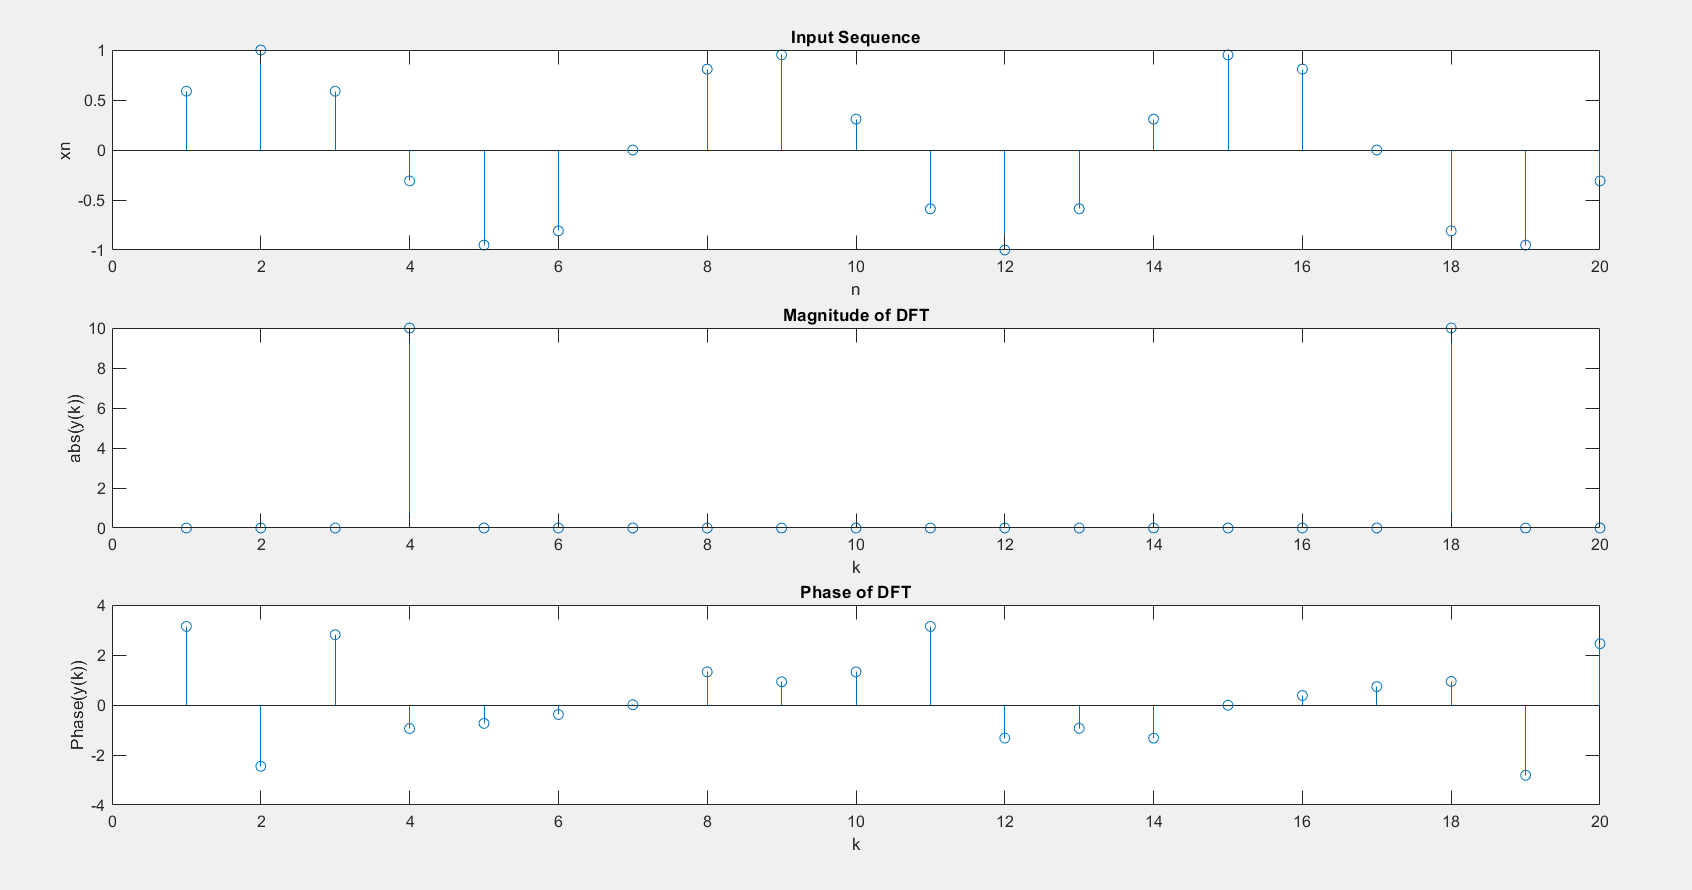 Input Sequence
1
0.5
0
-0.5
-1
xn
0 2 4 6 8 10 12 14 16 18 20
n
Magnitude of DFT
10
8
6
4
2
0
abs(y(k))
0 2 4 6 8 10 12 14 16 18 20
k
Phase of DFT
4
2
0
-2
-4
Phase(y(k))
0 2 4 6 8 10 12 14 16 18 20
k